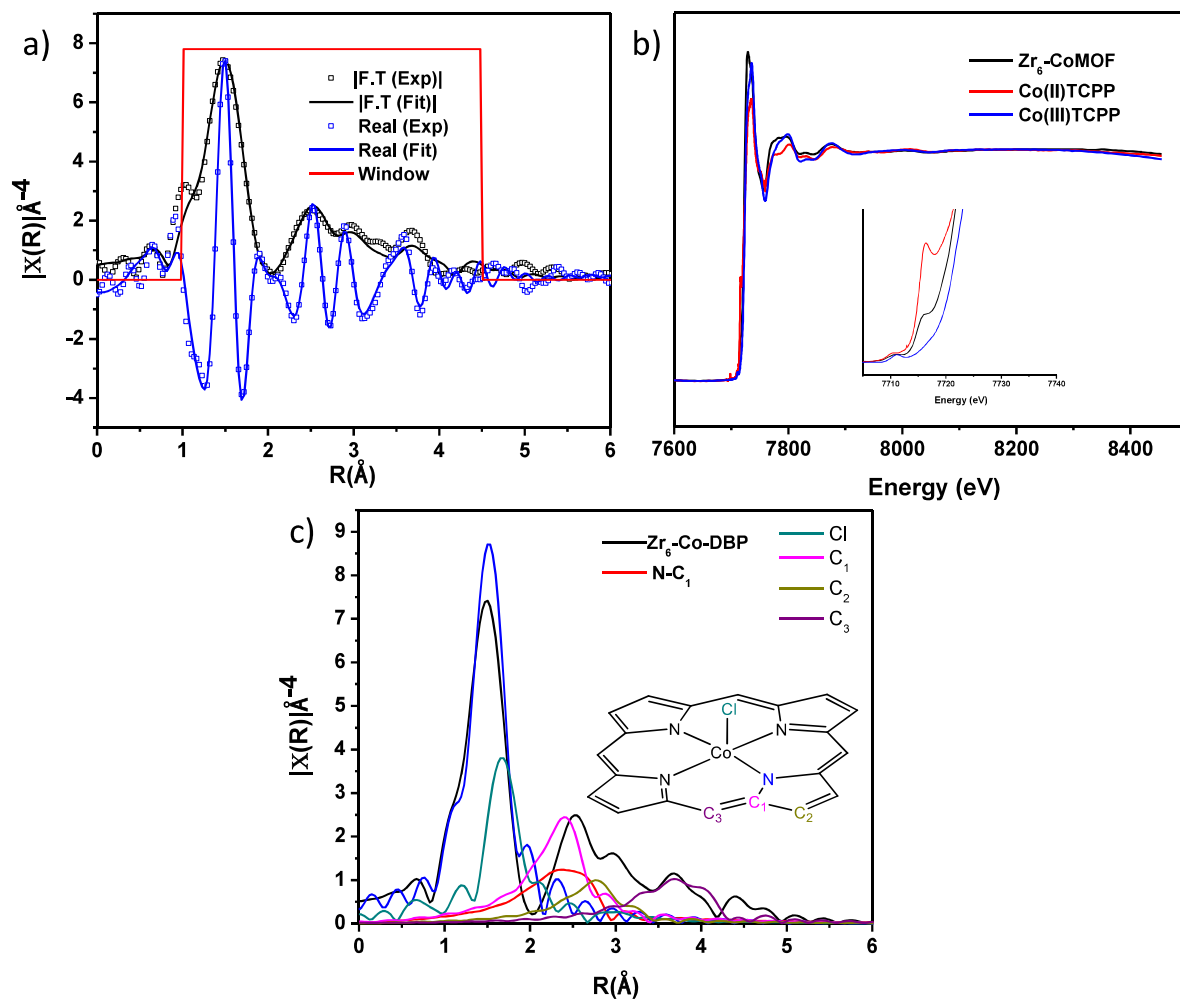 a)
|X(R)|Å⁻⁴
8
6
4
2
0
-2
-4
|F.T (Exp)|
|F.T (Fit)|
Real (Exp)
Real (Fit)
Window
0 1 2 3 4 5 6
R(Å)
b)
Zr₆-CoMOF
Co(II)TCPP
Co(III)TCPP
7710 7720 7730 7740
Energy (eV)
7600 7800 8000 8200 8400
Energy (eV)
c)
|X(R)|Å⁻⁴
9
8
7
6
5
4
3
2
1
0
Zr₆-Co-DBP
N-C₁
Cl
C₁
C₂
C₃
Cl
N N
Co
N N
C₃ C₁ C₂
0 1 2 3 4 5 6
R(Å)